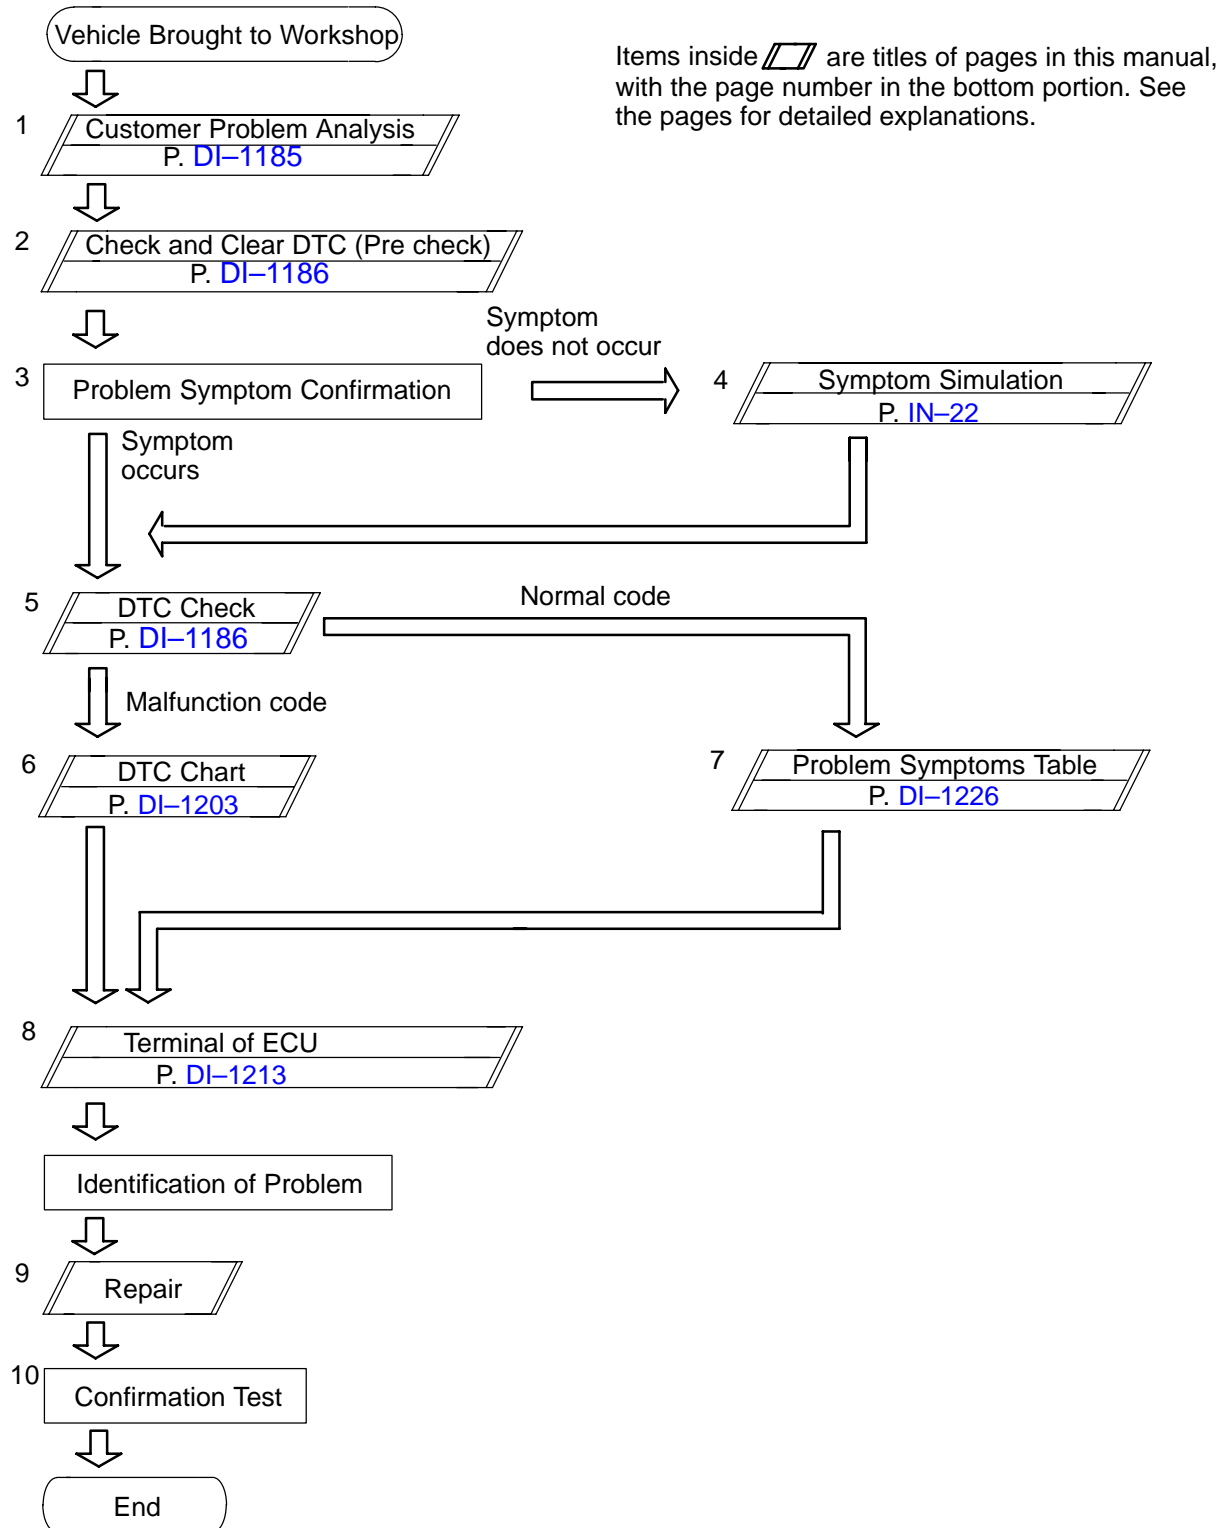 Vehicle Brought to Workshop
Items inside are titles of pages in this manual,
with the page number in the bottom portion. See
the pages for detailed explanations.
1
Customer Problem Analysis
P. DI–1185
2
Check and Clear DTC (Pre check)
P. DI–1186
Symptom
does not occur
3
Problem Symptom Confirmation
4
Symptom Simulation
P. IN–22
Symptom
occurs
5
DTC Check
P. DI–1186
Normal code
Malfunction code
6
DTC Chart
P. DI–1203
7
Problem Symptoms Table
P. DI–1226
8
Terminal of ECU
P. DI–1213
Identification of Problem
9
Repair
10
Confirmation Test
End